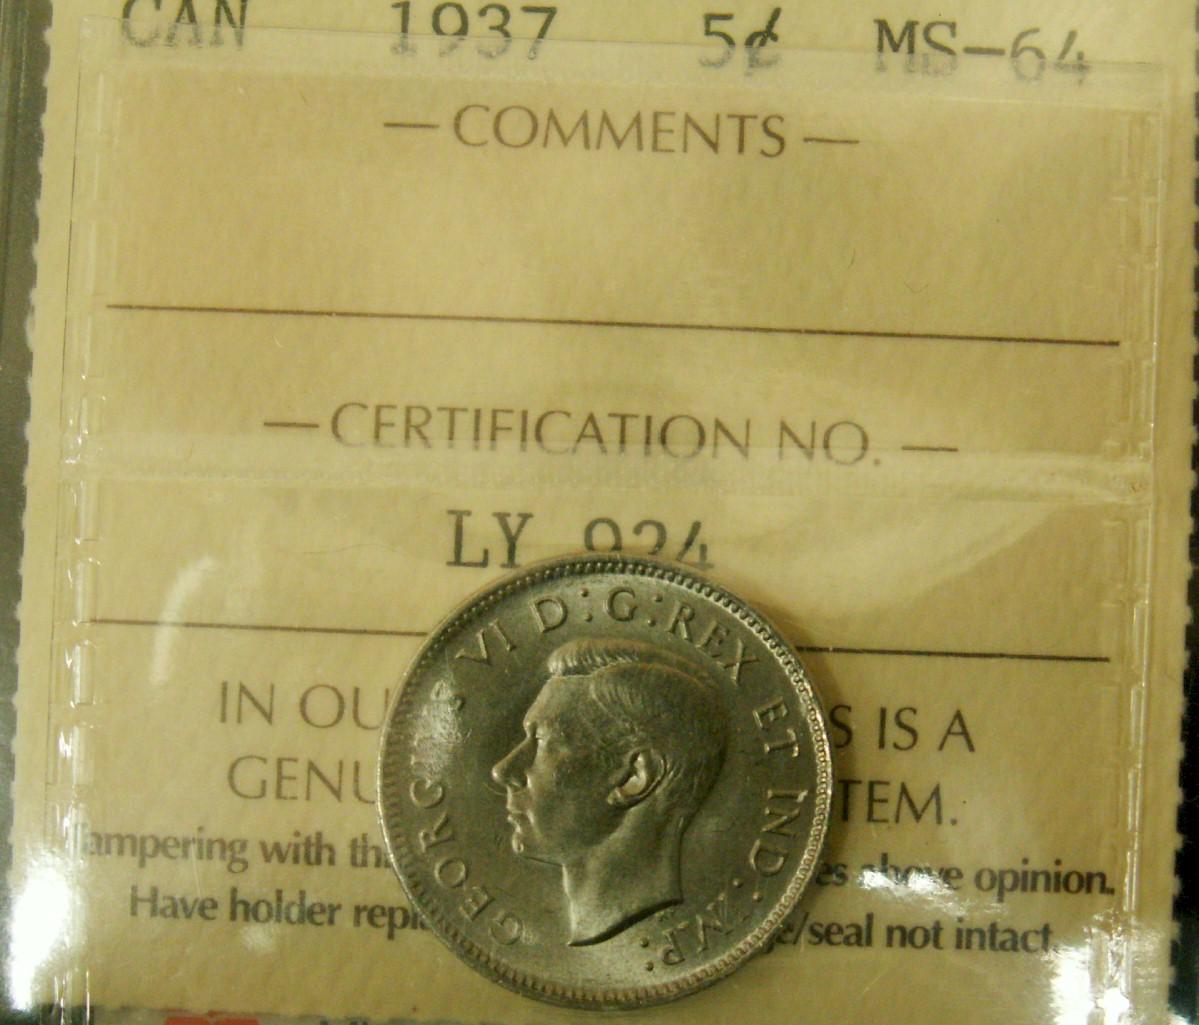 CAN 1937 5¢ MS-64
— COMMENTS —
— CERTIFICATION NO. —
LY 924
GEORGIVS VI D:G:REX ET IND:IMP:
IN OU S IS A
GENU TEM.
Tampering with th es above opinion.
Have holder repl e/seal not intact.